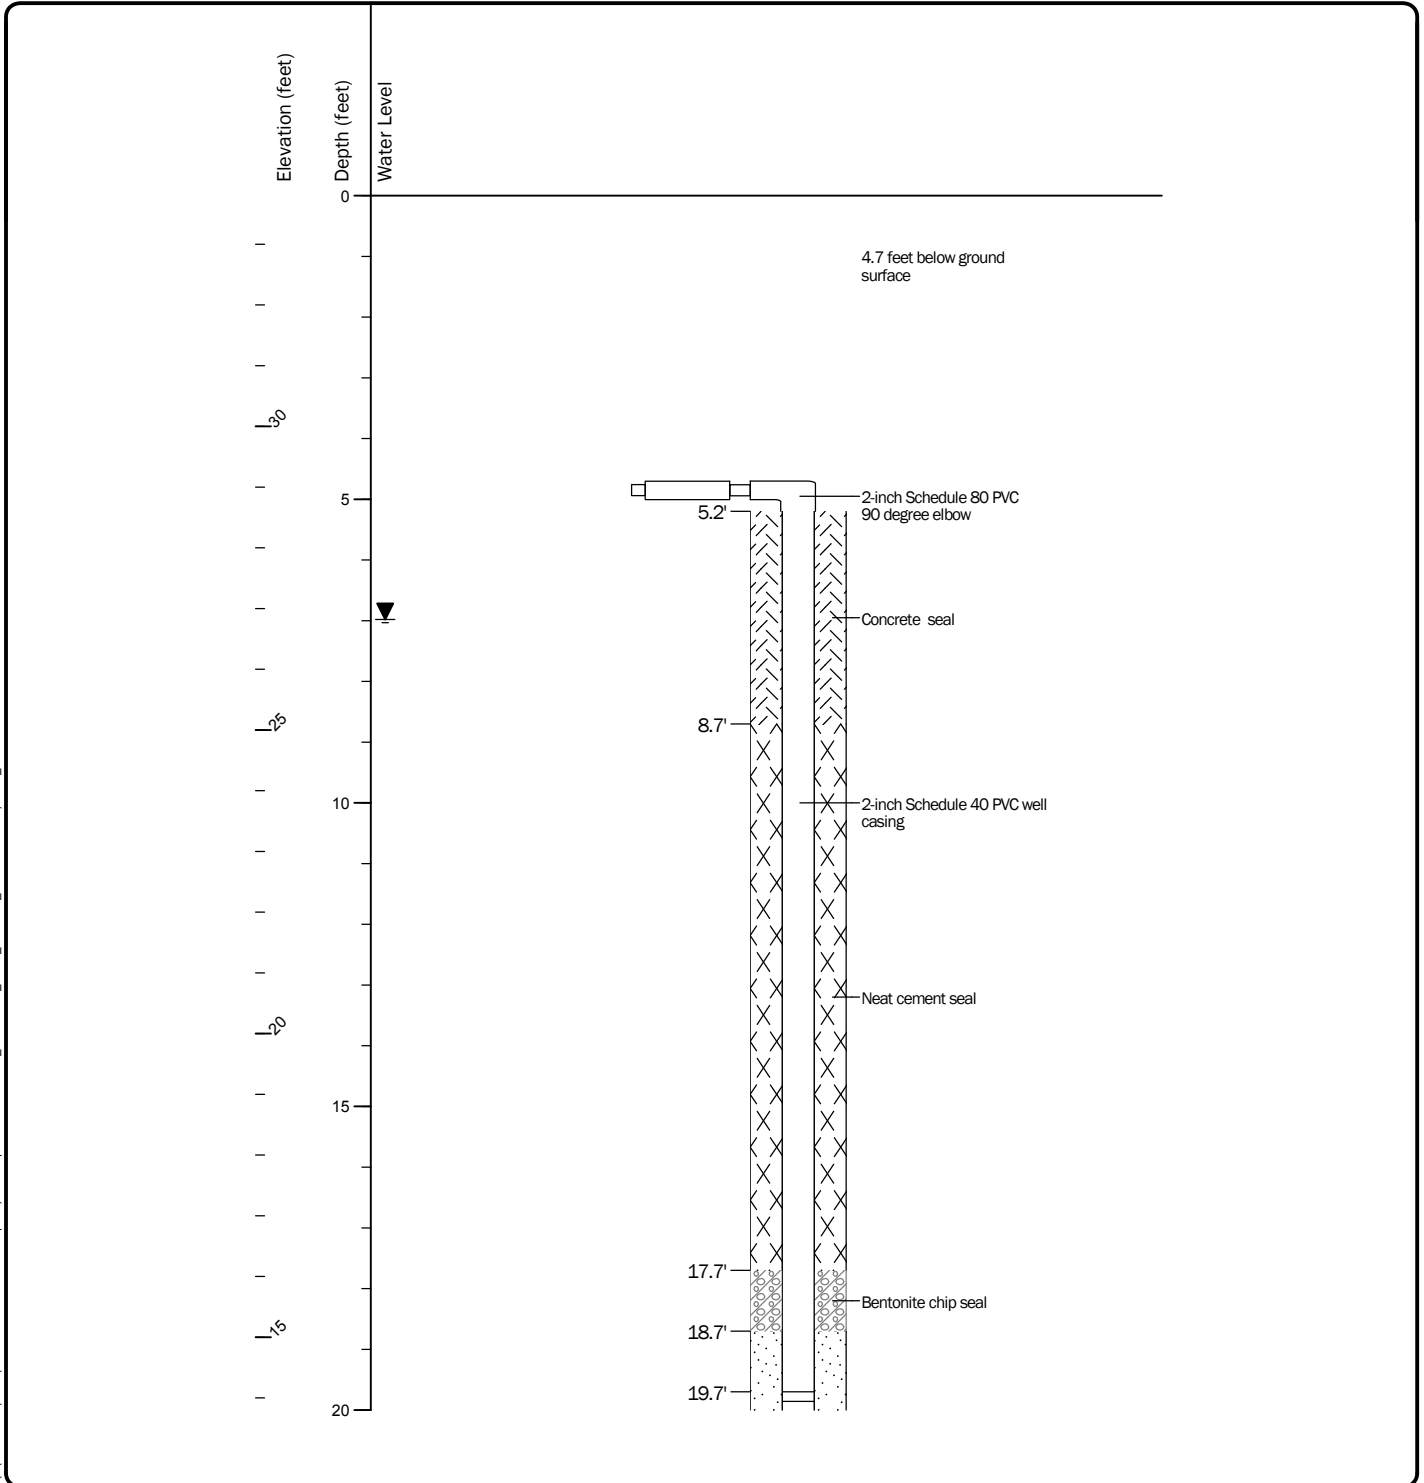 Elevation (feet)
Depth (feet)
Water Level
0
4.7 feet below ground
surface
30
5
2-inch Schedule 80 PVC
90 degree elbow
5.2'
Concrete seal
25
8.7'
10
2-inch Schedule 40 PVC well
casing
Neat cement seal
20
15
17.7'
Bentonite chip seal
15
18.7'
19.7'
20